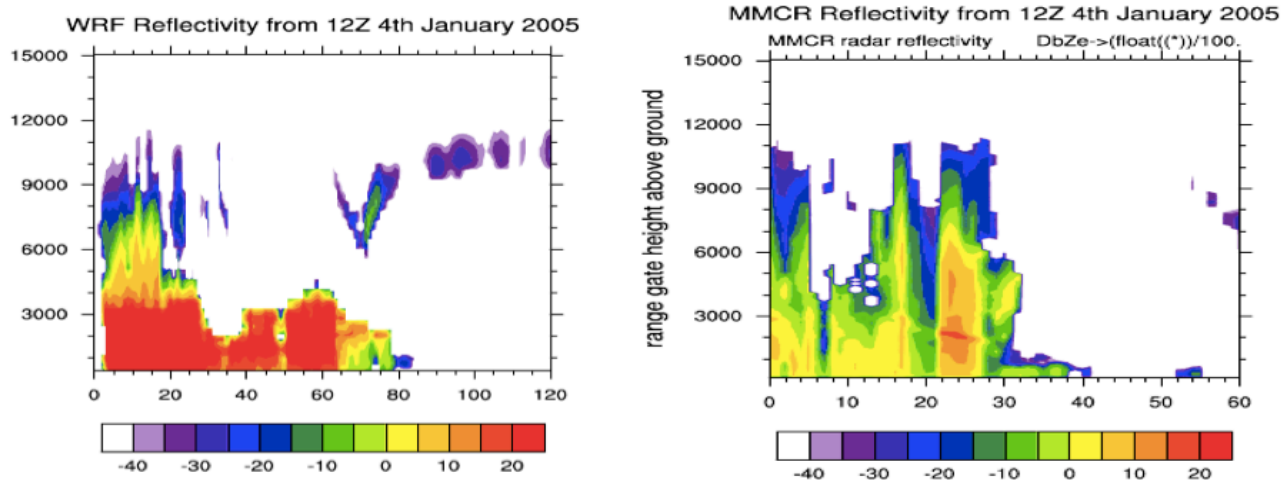 WRF Reflectivity from 12Z 4th January 2005
15000
12000
9000
6000
3000
0 20 40 60 80 100 120
-40 -30 -20 -10 0 10 20
MMCR Reflectivity from 12Z 4th January 2005
MMCR radar reflectivity DbZe->(float((*))/100.
range gate height above ground
15000
12000
9000
6000
3000
0
0 10 20 30 40 50 60
-40 -30 -20 -10 0 10 20